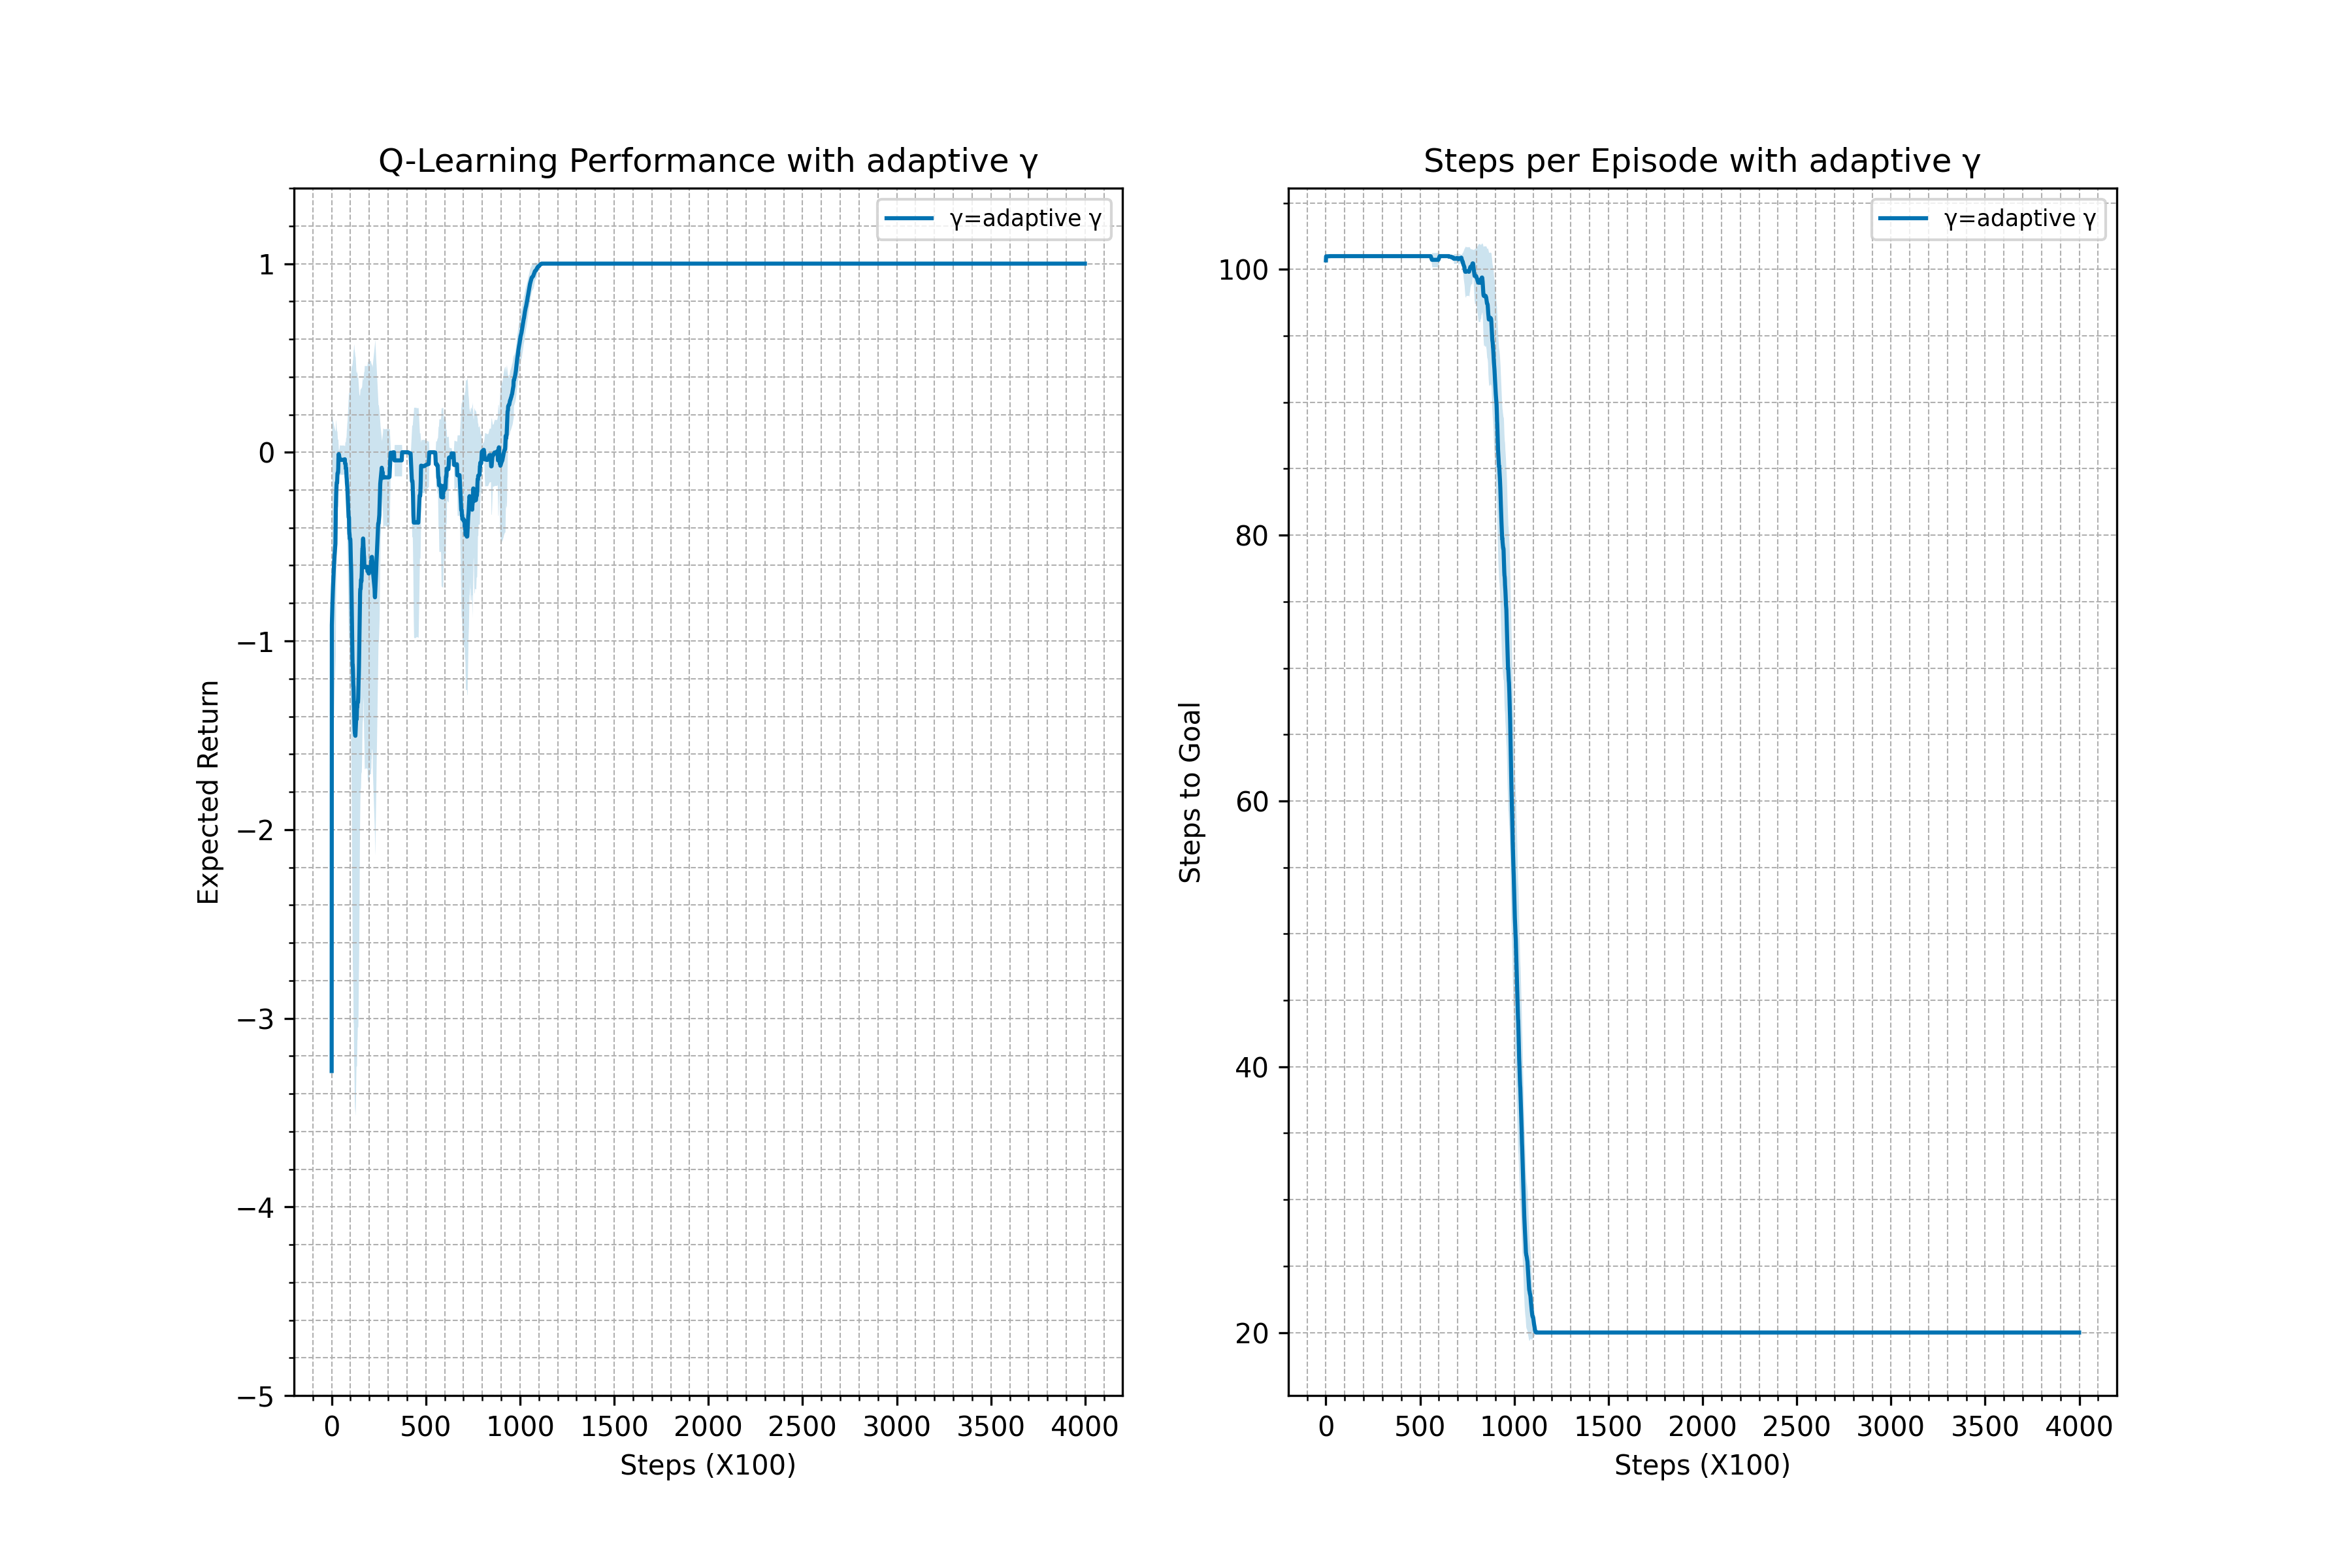 Q-Learning Performance with adaptive γ
γ=adaptive γ
1
0
−1
−2
−3
−4
−5
Expected Return
0 500 1000 1500 2000 2500 3000 3500 4000
Steps (X100)
Steps per Episode with adaptive γ
γ=adaptive γ
100
80
60
40
20
Steps to Goal
0 500 1000 1500 2000 2500 3000 3500 4000
Steps (X100)